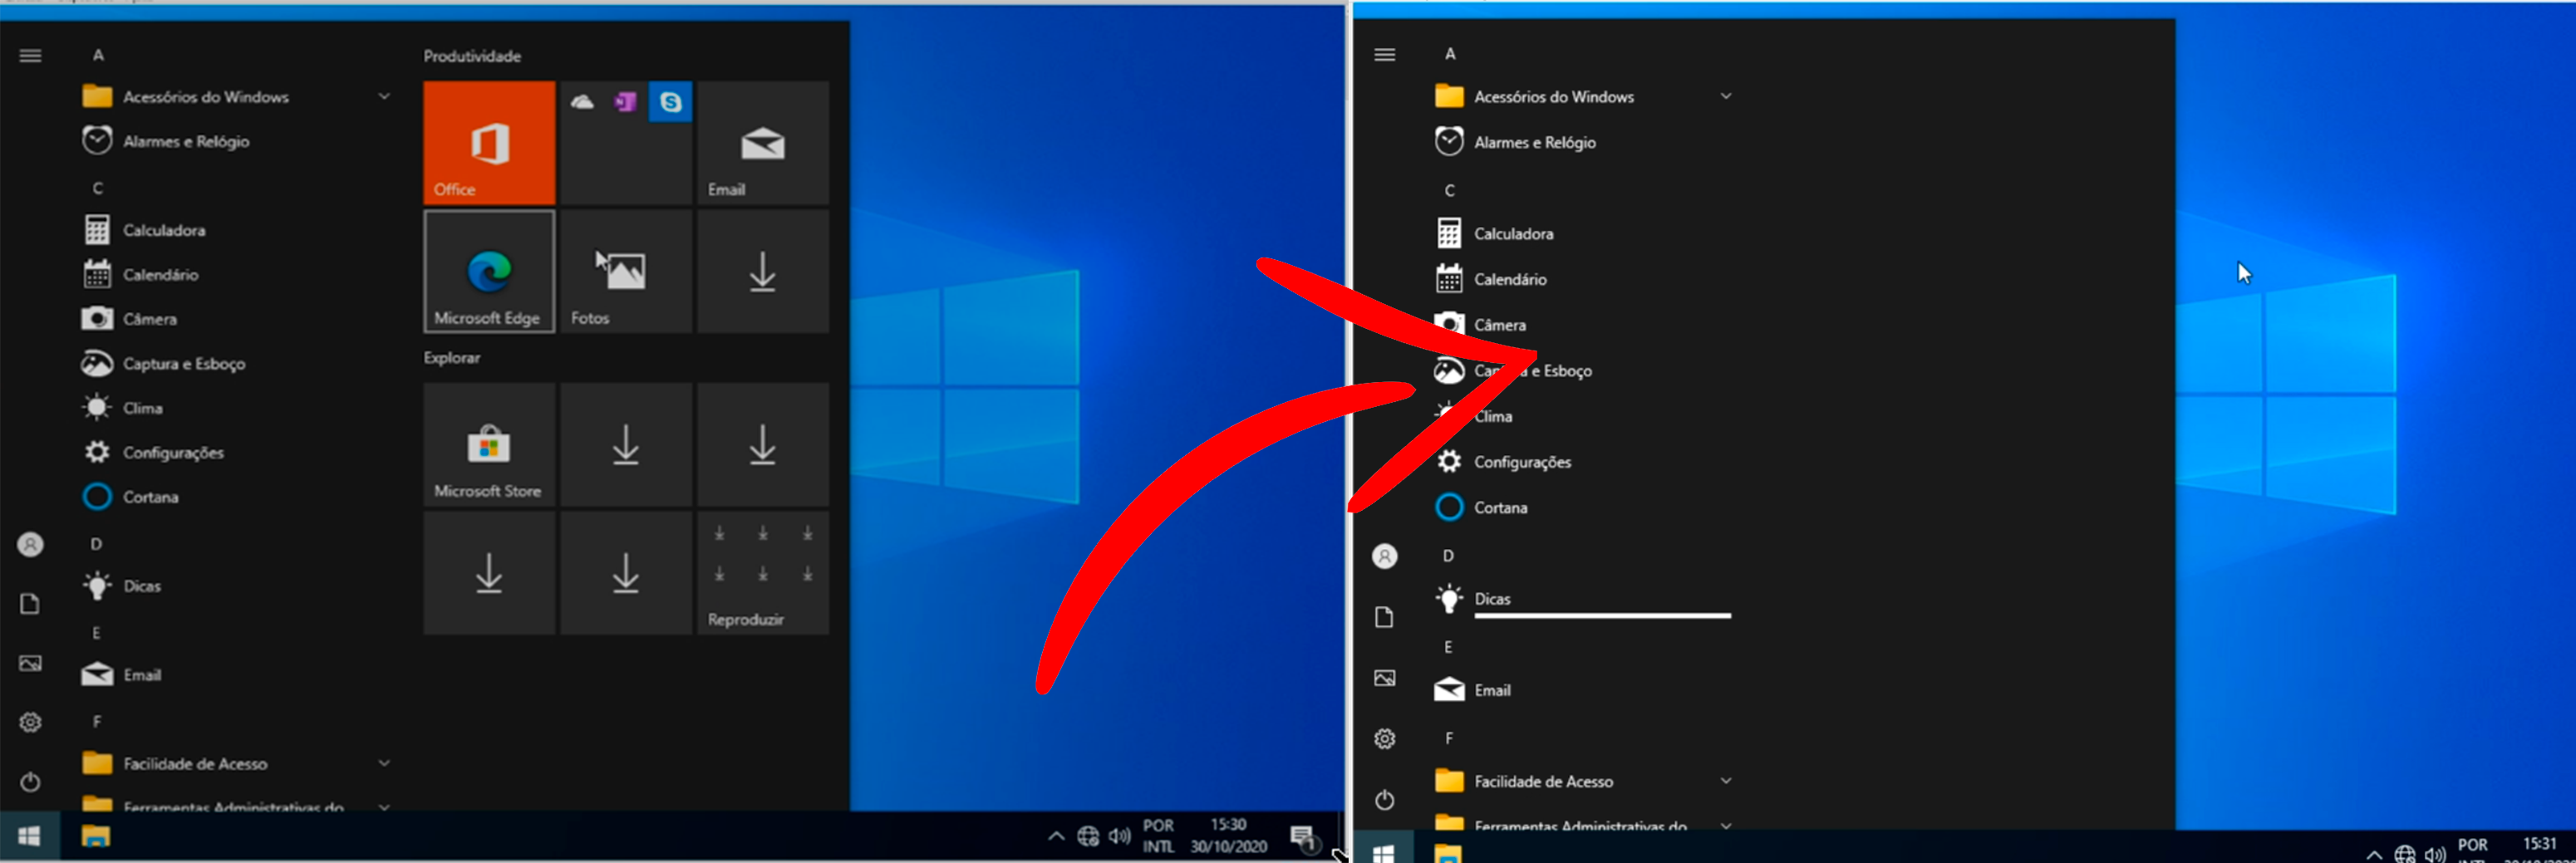 A
Acessórios do Windows
Alarmes e Relógio
C
Calculadora
Calendário
Câmera
Captura e Esboço
Clima
Configurações
Cortana
D
Dicas
E
Email
F
Facilidade de Acesso
Ferramentas Administrativas do
Produtividade
Office
Email
Microsoft Edge
Fotos
Explorar
Microsoft Store
Reproduzir
POR
INTL
15:30
30/10/2020
1
A
Acessórios do Windows
Alarmes e Relógio
C
Calculadora
Calendário
Câmera
e Esboço
Clima
Configurações
Cortana
D
Dicas
E
Email
F
Facilidade de Acesso
Ferramentas Administrativas do
POR
15:31